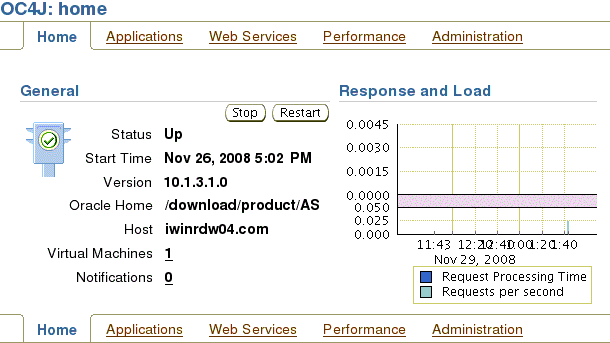 OC4J: home
Home Applications Web Services Performance Administration
General
Stop Restart
Status Up
Start Time Nov 26, 2008 5:02 PM
Version 10.1.3.1.0
Oracle Home /download/product/AS
Host iwinrdw04.com
Virtual Machines 1
Notifications 0
Response and Load
0.0045
0.0030
0.0015
0.0000
0.050
0.025
0.000
11:43 12:20 12:40 1:00 1:20 1:40
Nov 29, 2008
Request Processing Time
Requests per second
Home Applications Web Services Performance Administration